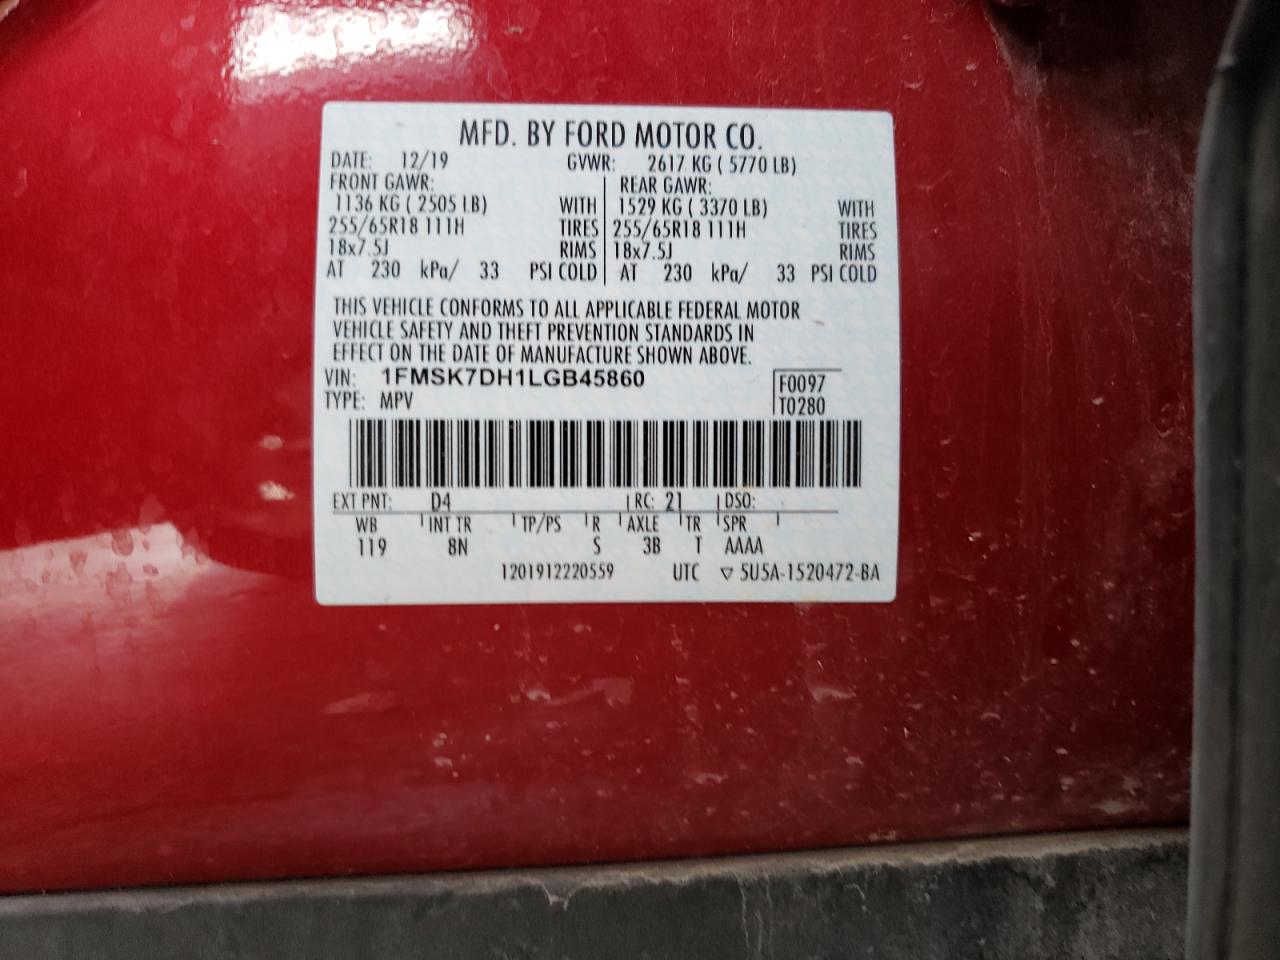 MFD. BY FORD MOTOR CO.
DATE: 12/19 GVWR: 2617 KG ( 5770 LB)
FRONT GAWR: REAR GAWR:
1136 KG ( 2505 LB) WITH 1529 KG ( 3370 LB) WITH
255/65R18 111H TIRES 255/65R18 111H TIRES
18x7.5J RIMS 18x7.5J RIMS
AT 230 kPa/ 33 PSI COLD AT 230 kPa/ 33 PSI COLD
THIS VEHICLE CONFORMS TO ALL APPLICABLE FEDERAL MOTOR
VEHICLE SAFETY AND THEFT PREVENTION STANDARDS IN
EFFECT ON THE DATE OF MANUFACTURE SHOWN ABOVE.
VIN: 1FMSK7DH1LGB45860 F0097
TYPE: MPV T0280
EXT PNT: D4 RC: 21 DSO:
WB INT TR TP/PS R AXLE TR SPR
119 8N S 3B T AAAA
1201912220559 UTC ▽ 5U5A-1520472-BA